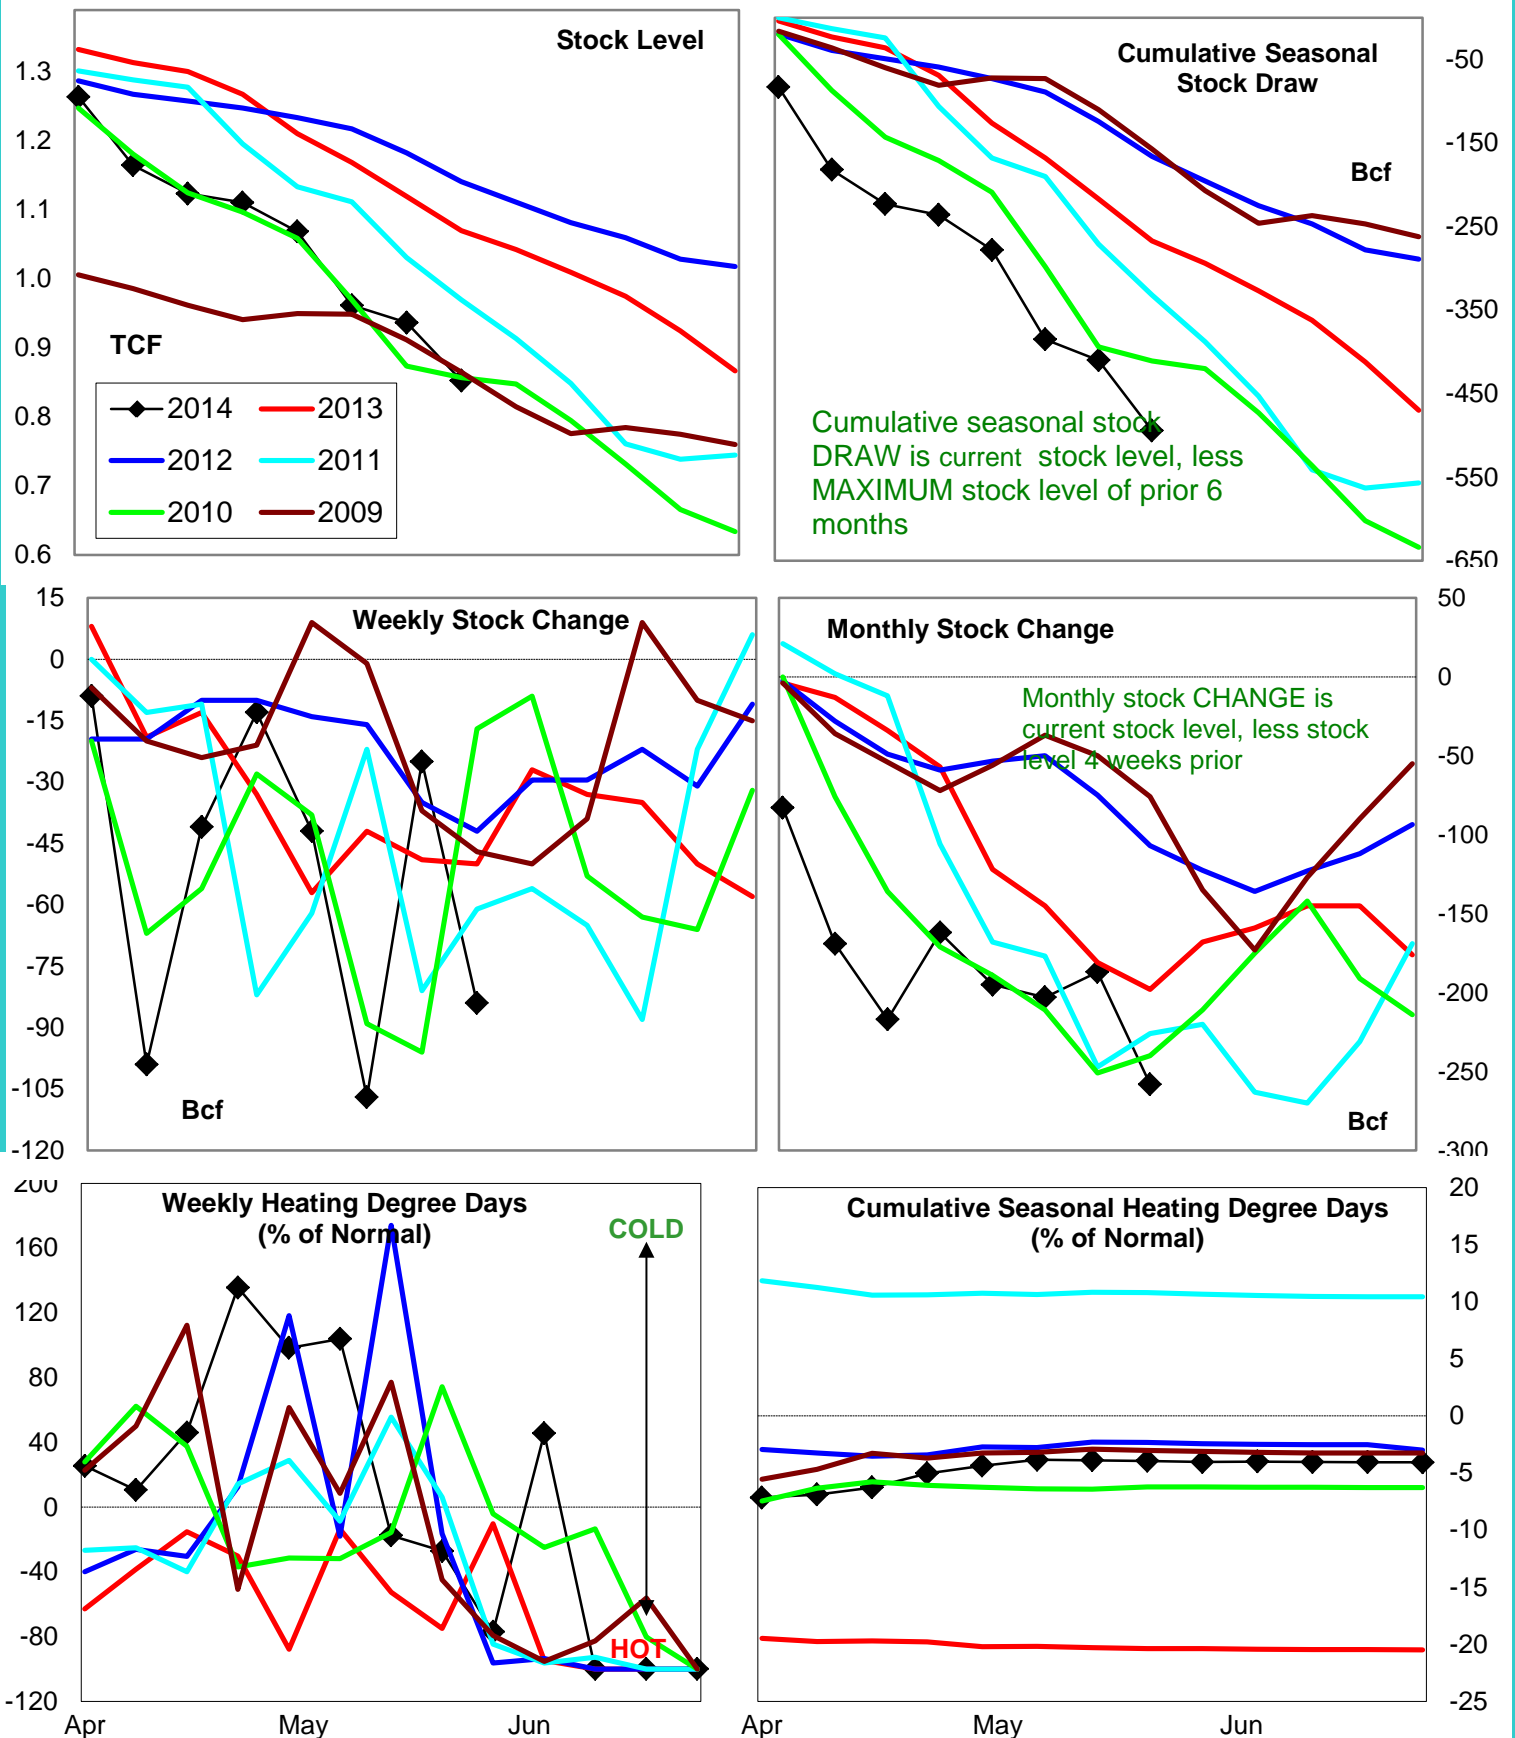 Stock Level
1.3
1.2
1.1
1.0
0.9
0.8
0.7
0.6
TCF
2014 2013
2012 2011
2010 2009
Cumulative Seasonal
Stock Draw
-50
-150
-250
-350
-450
-550
-650
Bcf
Cumulative seasonal stock
DRAW is current stock level, less
MAXIMUM stock level of prior 6
months
Weekly Stock Change
15
0
-15
-30
-45
-60
-75
-90
-105
-120
Bcf
Monthly Stock Change
50
0
-50
-100
-150
-200
-250
-300
Monthly stock CHANGE is
current stock level, less stock
level 4 weeks prior
Bcf
Weekly Heating Degree Days
(% of Normal)
200
160
120
80
40
0
-40
-80
-120
COLD
HOT
Apr May Jun
Cumulative Seasonal Heating Degree Days
(% of Normal)
20
15
10
5
0
-5
-10
-15
-20
-25
Apr May Jun